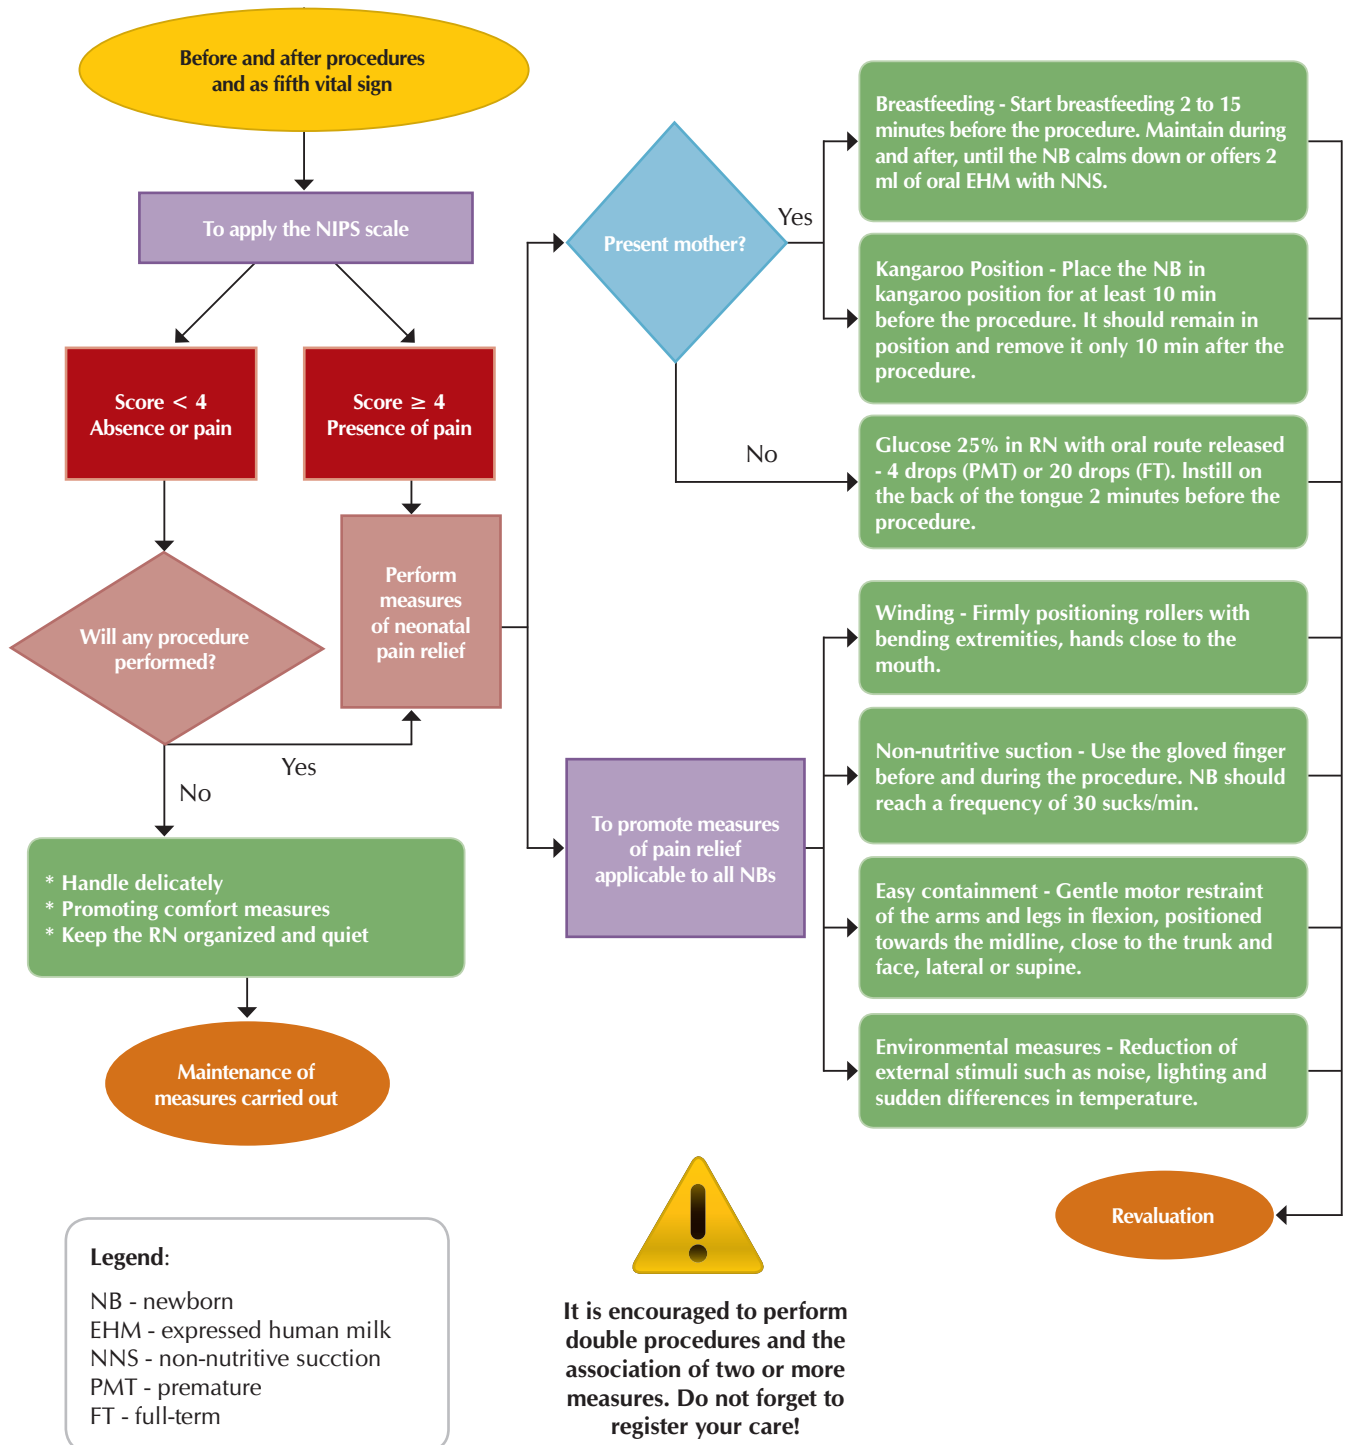 Before and after procedures
and as fifth vital sign
To apply the NIPS scale
Score < 4
Absence or pain
Score ≥ 4
Presence of pain
Will any procedure
performed?
Yes
No
Perform
measures
of neonatal
pain relief
* Handle delicately
* Promoting comfort measures
* Keep the RN organized and quiet
Maintenance of
measures carried out
Present mother?
Yes
No
Breastfeeding - Start breastfeeding 2 to 15
minutes before the procedure. Maintain during
and after, until the NB calms down or offers 2
ml of oral EHM with NNS.
Kangaroo Position - Place the NB in
kangaroo position for at least 10 min
before the procedure. It should remain in
position and remove it only 10 min after the
procedure.
Glucose 25% in RN with oral route released
- 4 drops (PMT) or 20 drops (FT). Instill on
the back of the tongue 2 minutes before the
procedure.
To promote measures
of pain relief
applicable to all NBs
Winding - Firmly positioning rollers with
bending extremities, hands close to the
mouth.
Non-nutritive suction - Use the gloved finger
before and during the procedure. NB should
reach a frequency of 30 sucks/min.
Easy containment - Gentle motor restraint
of the arms and legs in flexion, positioned
towards the midline, close to the trunk and
face, lateral or supine.
Environmental measures - Reduction of
external stimuli such as noise, lighting and
sudden differences in temperature.
Revaluation
Legend:
NB - newborn
EHM - expressed human milk
NNS - non-nutritive sucction
PMT - premature
FT - full-term
It is encouraged to perform
double procedures and the
association of two or more
measures. Do not forget to
register your care!